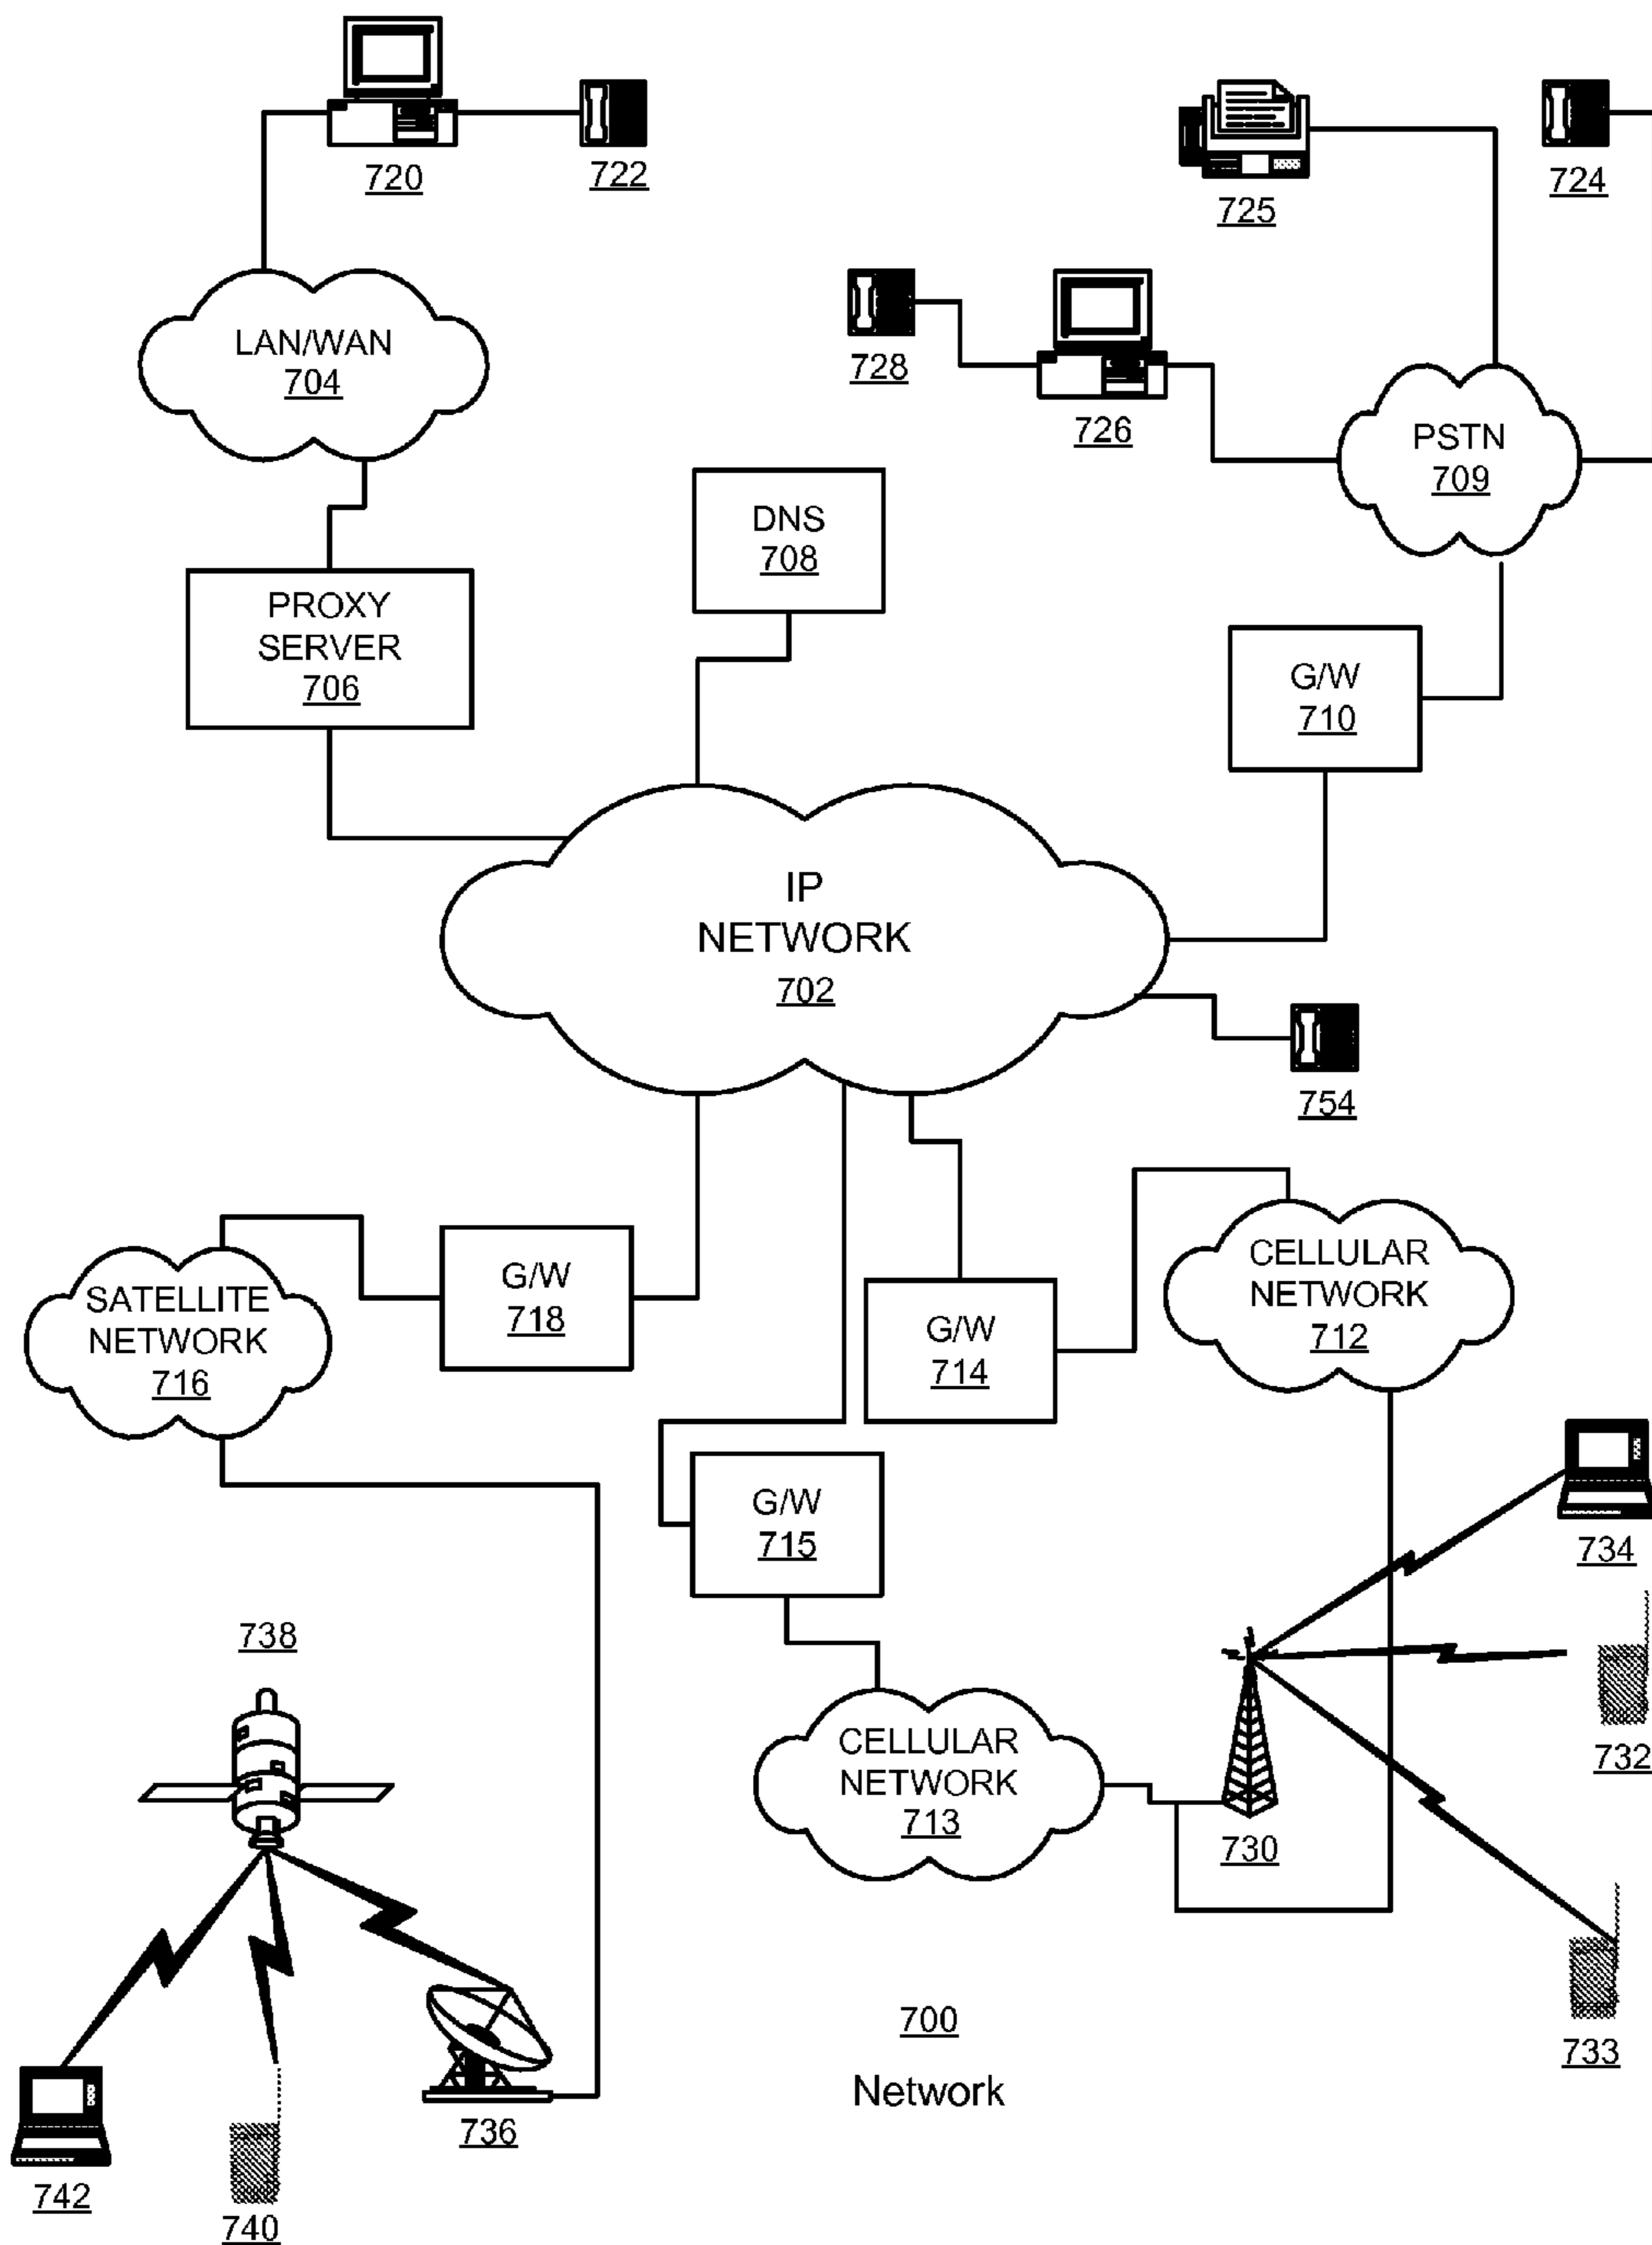 720
722
725
724
LAN/WAN
704
728
726
PSTN
709
DNS
708
PROXY
SERVER
706
G/W
710
IP
NETWORK
702
754
SATELLITE
NETWORK
716
G/W
718
G/W
714
CELLULAR
NETWORK
712
G/W
715
734
738
732
CELLULAR
NETWORK
713
730
700
Network
733
736
742
740